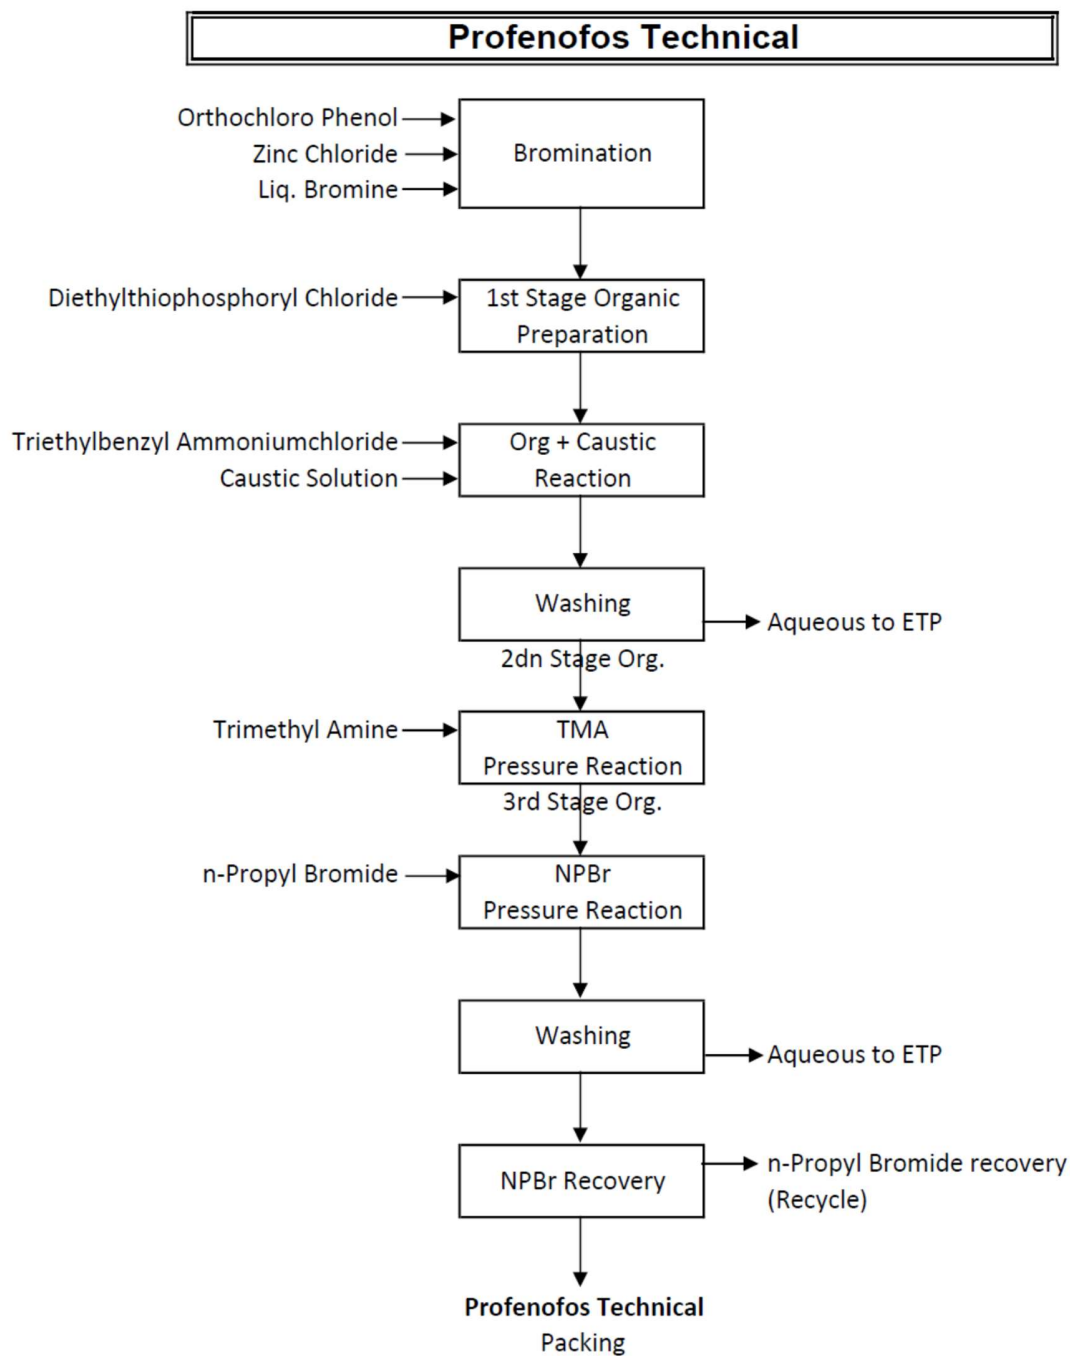 Profenofos Technical
Orthochloro Phenol
Zinc Chloride
Liq. Bromine
Bromination
Diethylthiophosphoryl Chloride
1st Stage Organic
Preparation
Triethylbenzyl Ammoniumchloride
Caustic Solution
Org + Caustic
Reaction
Washing
Aqueous to ETP
2dn Stage Org.
Trimethyl Amine
TMA
Pressure Reaction
3rd Stage Org.
n-Propyl Bromide
NPBr
Pressure Reaction
Washing
Aqueous to ETP
NPBr Recovery
n-Propyl Bromide recovery
(Recycle)
Profenofos Technical
Packing